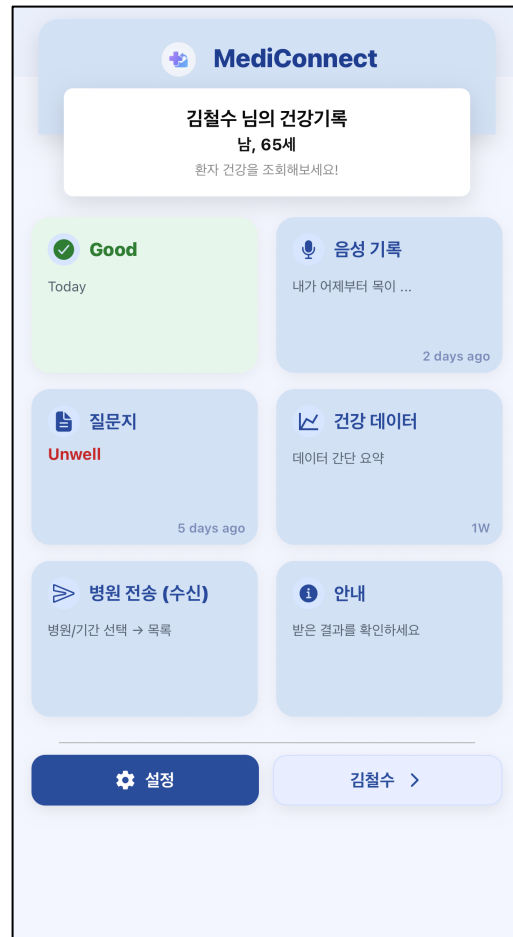 MediConnect
김철수 님의 건강기록
남, 65세
환자 건강을 조회해보세요!
Good
Today
음성 기록
내가 어제부터 목이 ...
2 days ago
질문지
Unwell
5 days ago
건강 데이터
데이터 간단 요약
1W
병원 전송 (수신)
병원/기간 선택 → 목록
안내
받은 결과를 확인하세요
설정
김철수